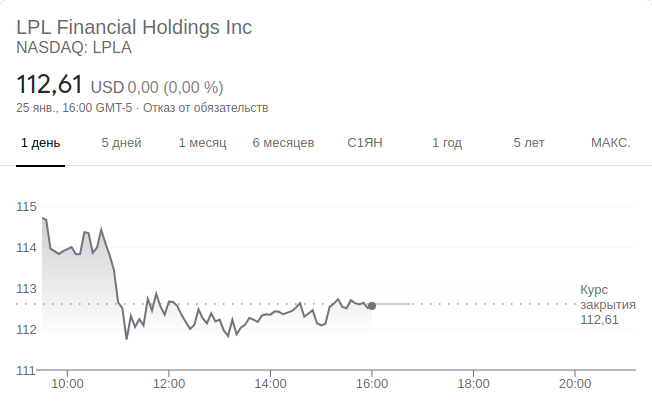 LPL Financial Holdings Inc
NASDAQ: LPLA
112,61 USD 0,00 (0,00 %)
25 янв., 16:00 GMT-5 · Отказ от обязательств
1 день 5 дней 1 месяц 6 месяцев С1ЯН 1 год 5 лет МАКС.
115
114
113
112
111
Курс
закрытия
112,61
10:00 12:00 14:00 16:00 18:00 20:00